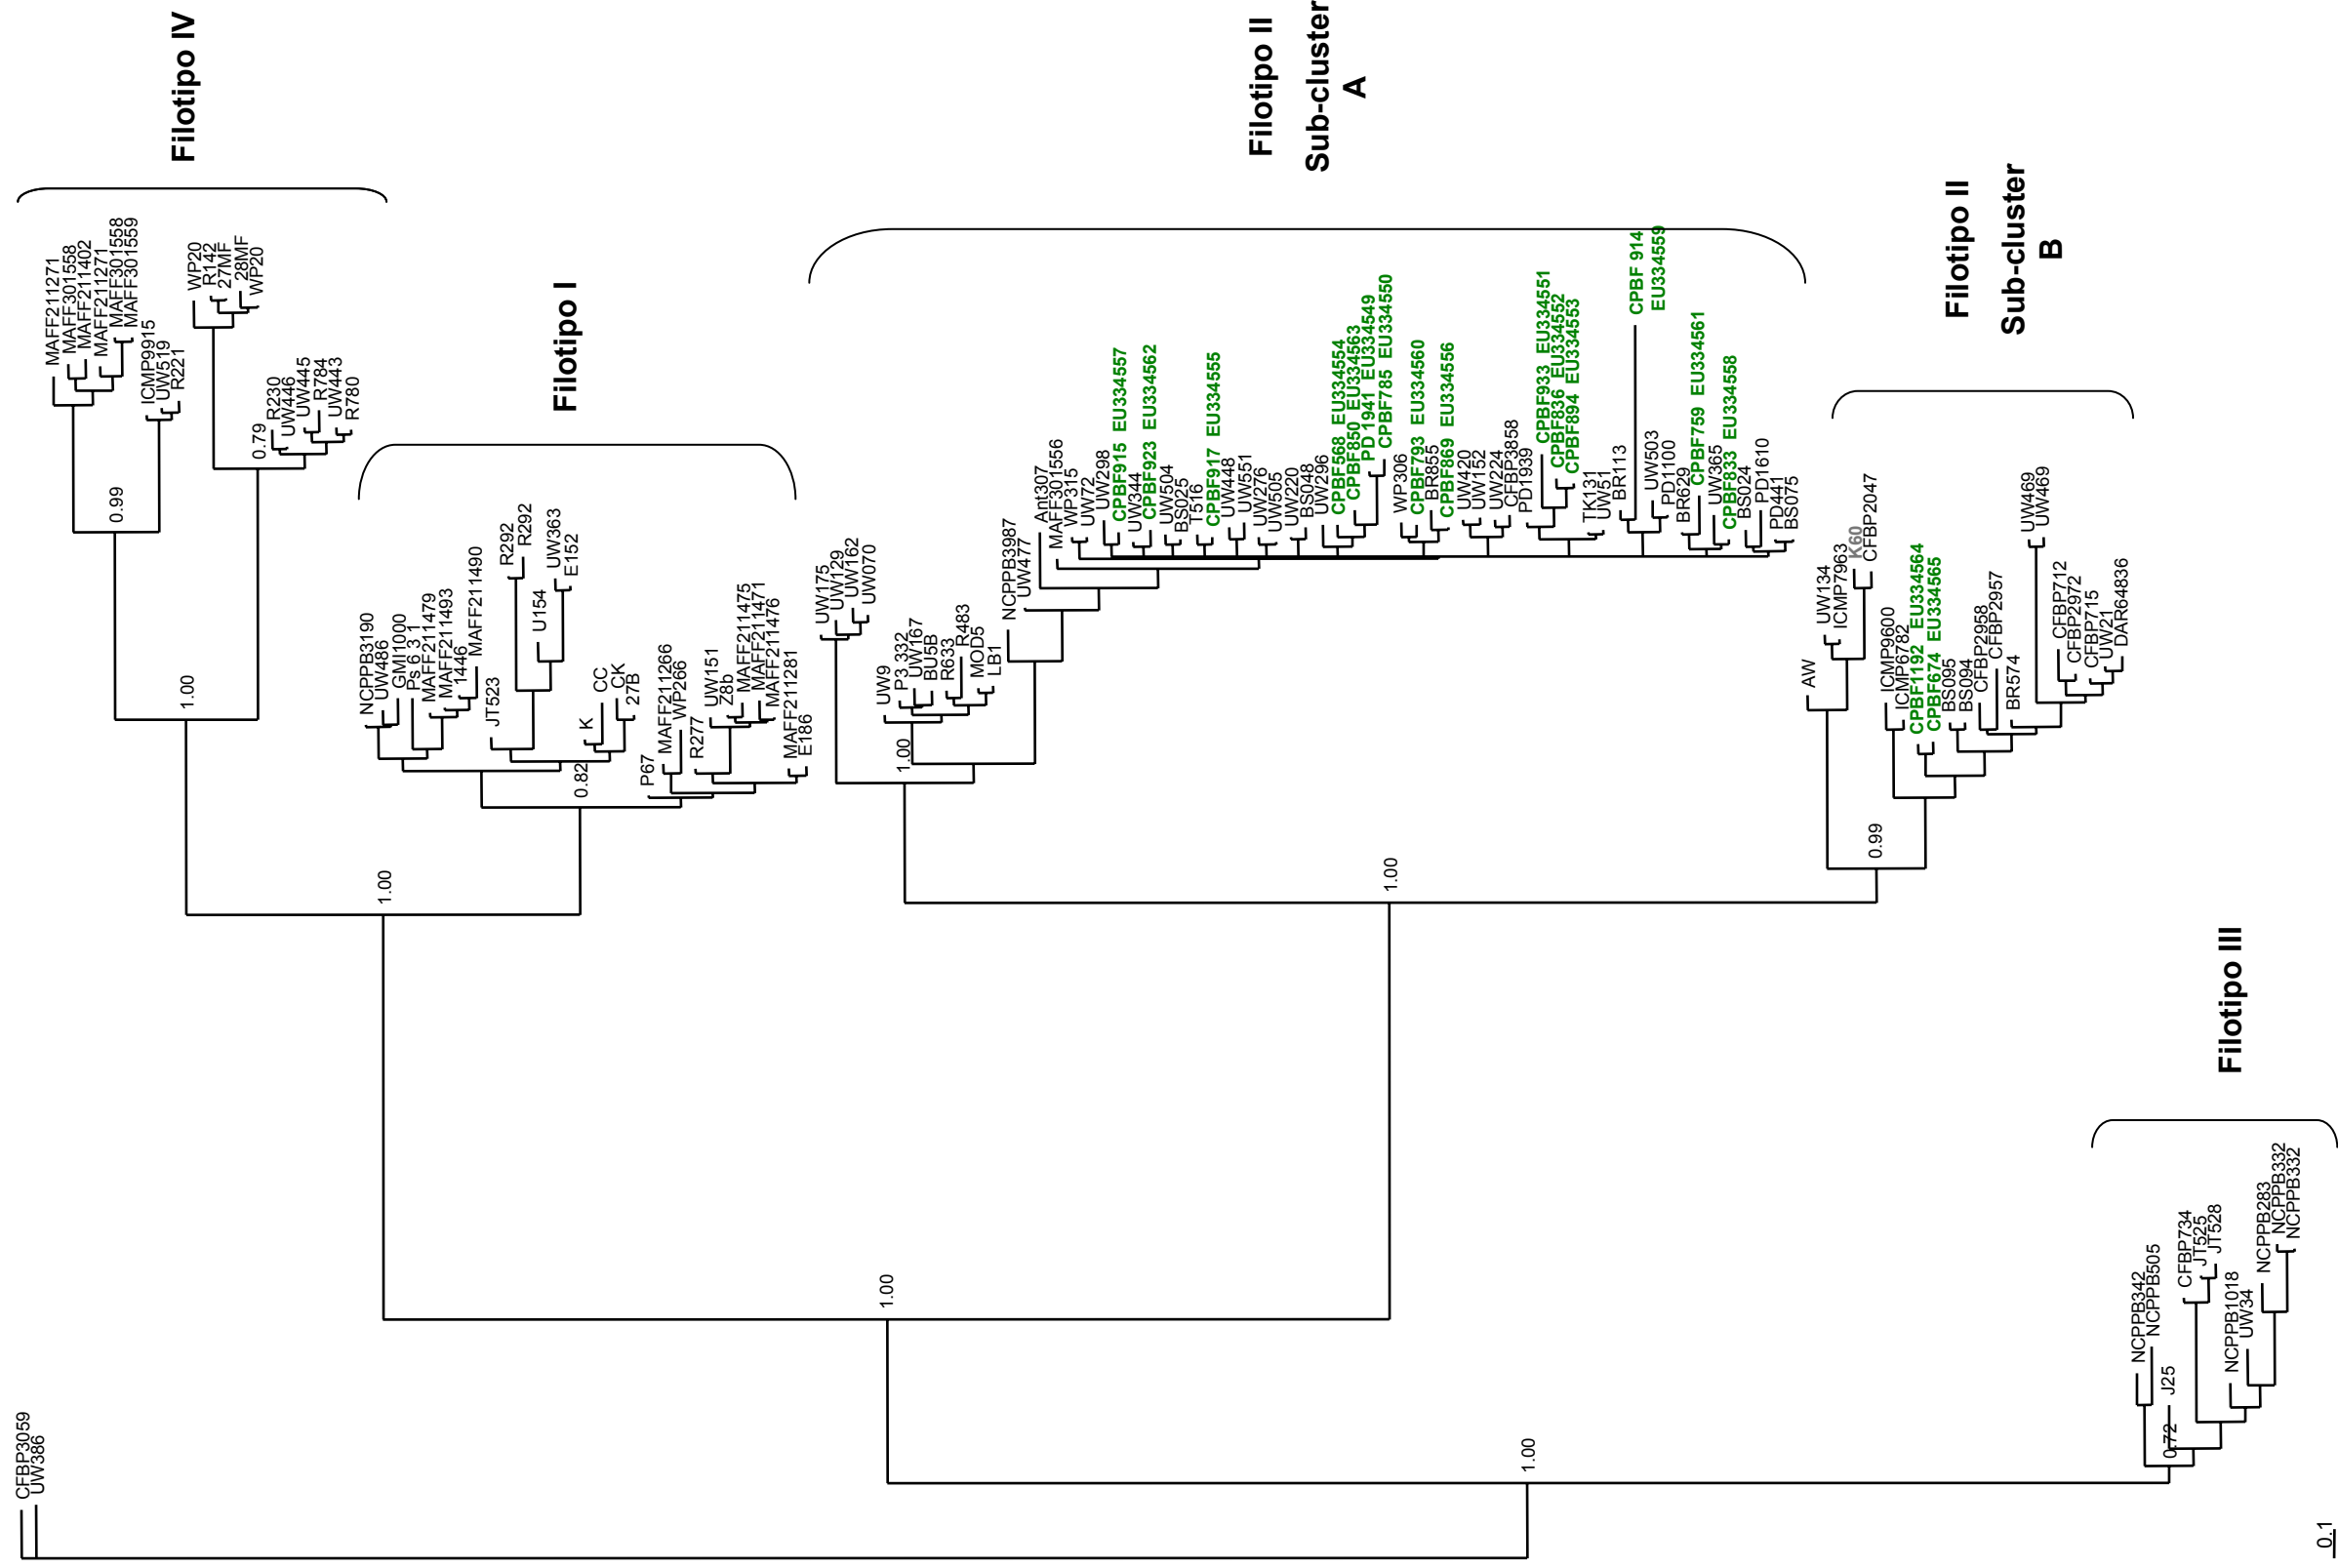 Filotipo IV
MAFF211271
MAFF301558
MAFF211402
MAFF211271
MAFF301558
MAFF301559
ICMP9915
UW519
R221
0.99
WP20
R142
27MF
28MF
WP20
0.79
R230
UW446
UW445
R784
UW443
R780
1.00
Filotipo I
NCPPB3190
UW486
GMI1000
Ps 6 3 1
MAFF211479
MAFF211493
1446
MAFF211490
JT523
R292
R292
U154
UW363
E152
K
CC
CK
27B
0.82
P67
MAFF211266
WP266
R277
UW151
Z8b
MAFF211475
MAFF211471
MAFF211476
MAFF211281
E186
1.00
Filotipo II
Sub-cluster
A
UW175
UW129
UW162
UW070
UW9
P3 332
UW167
BU5B
R633
R483
MOD5
LB1
1.00
NCPPB3987
UW477
Ant307
MAFF301556
WP315
UW72
UW298
CPBF915 EU334557
UW344
CPBF923 EU334562
UW504
BS025
T516
CPBF917 EU334555
UW448
UW551
UW276
UW505
UW220
BS048
UW296
CPBF568 EU334554
CPBF850 EU334563
PD 1941 EU334549
CPBF785 EU334550
WP306
CPBF793 EU334560
BR855
CPBF869 EU334556
UW420
UW152
UW224
CFBP3858
PD1939
CPBF933 EU334551
CPBF836 EU334552
CPBF894 EU334553
TK131
UW51
BR113
CPBF 914
EU334559
UW503
PD1100
BR629
CPBF759 EU334561
UW365
CPBF833 EU334558
BS024
PD1610
PD441
BS075
1.00
Filotipo II
Sub-cluster
B
AW
UW134
ICMP7963
K60
CFBP2047
0.99
ICMP9600
ICMP6782
CPBF1192 EU334564
CPBF674 EU334565
BS095
BS094
CFBP2958
CFBP2957
BR574
UW469
UW469
CFBP712
CFBP2972
CFBP715
UW21
DAR64836
1.00
Filotipo III
NCPPB342
NCPPB505
J25
0.72
CFBP734
JT525
JT528
NCPPB1018
UW34
NCPPB283
NCPPB332
NCPPB332
1.00
CFBP3059
UW386
0.1